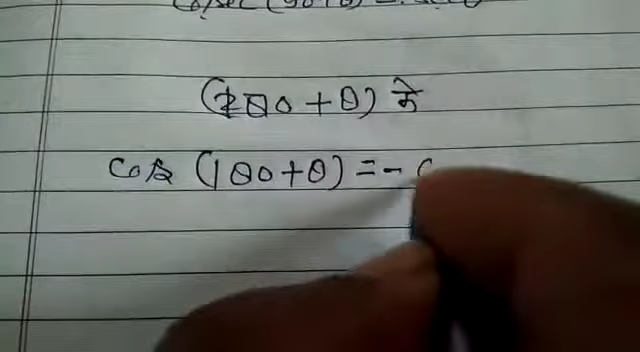 (180+θ) में
cos (180+θ) = - c